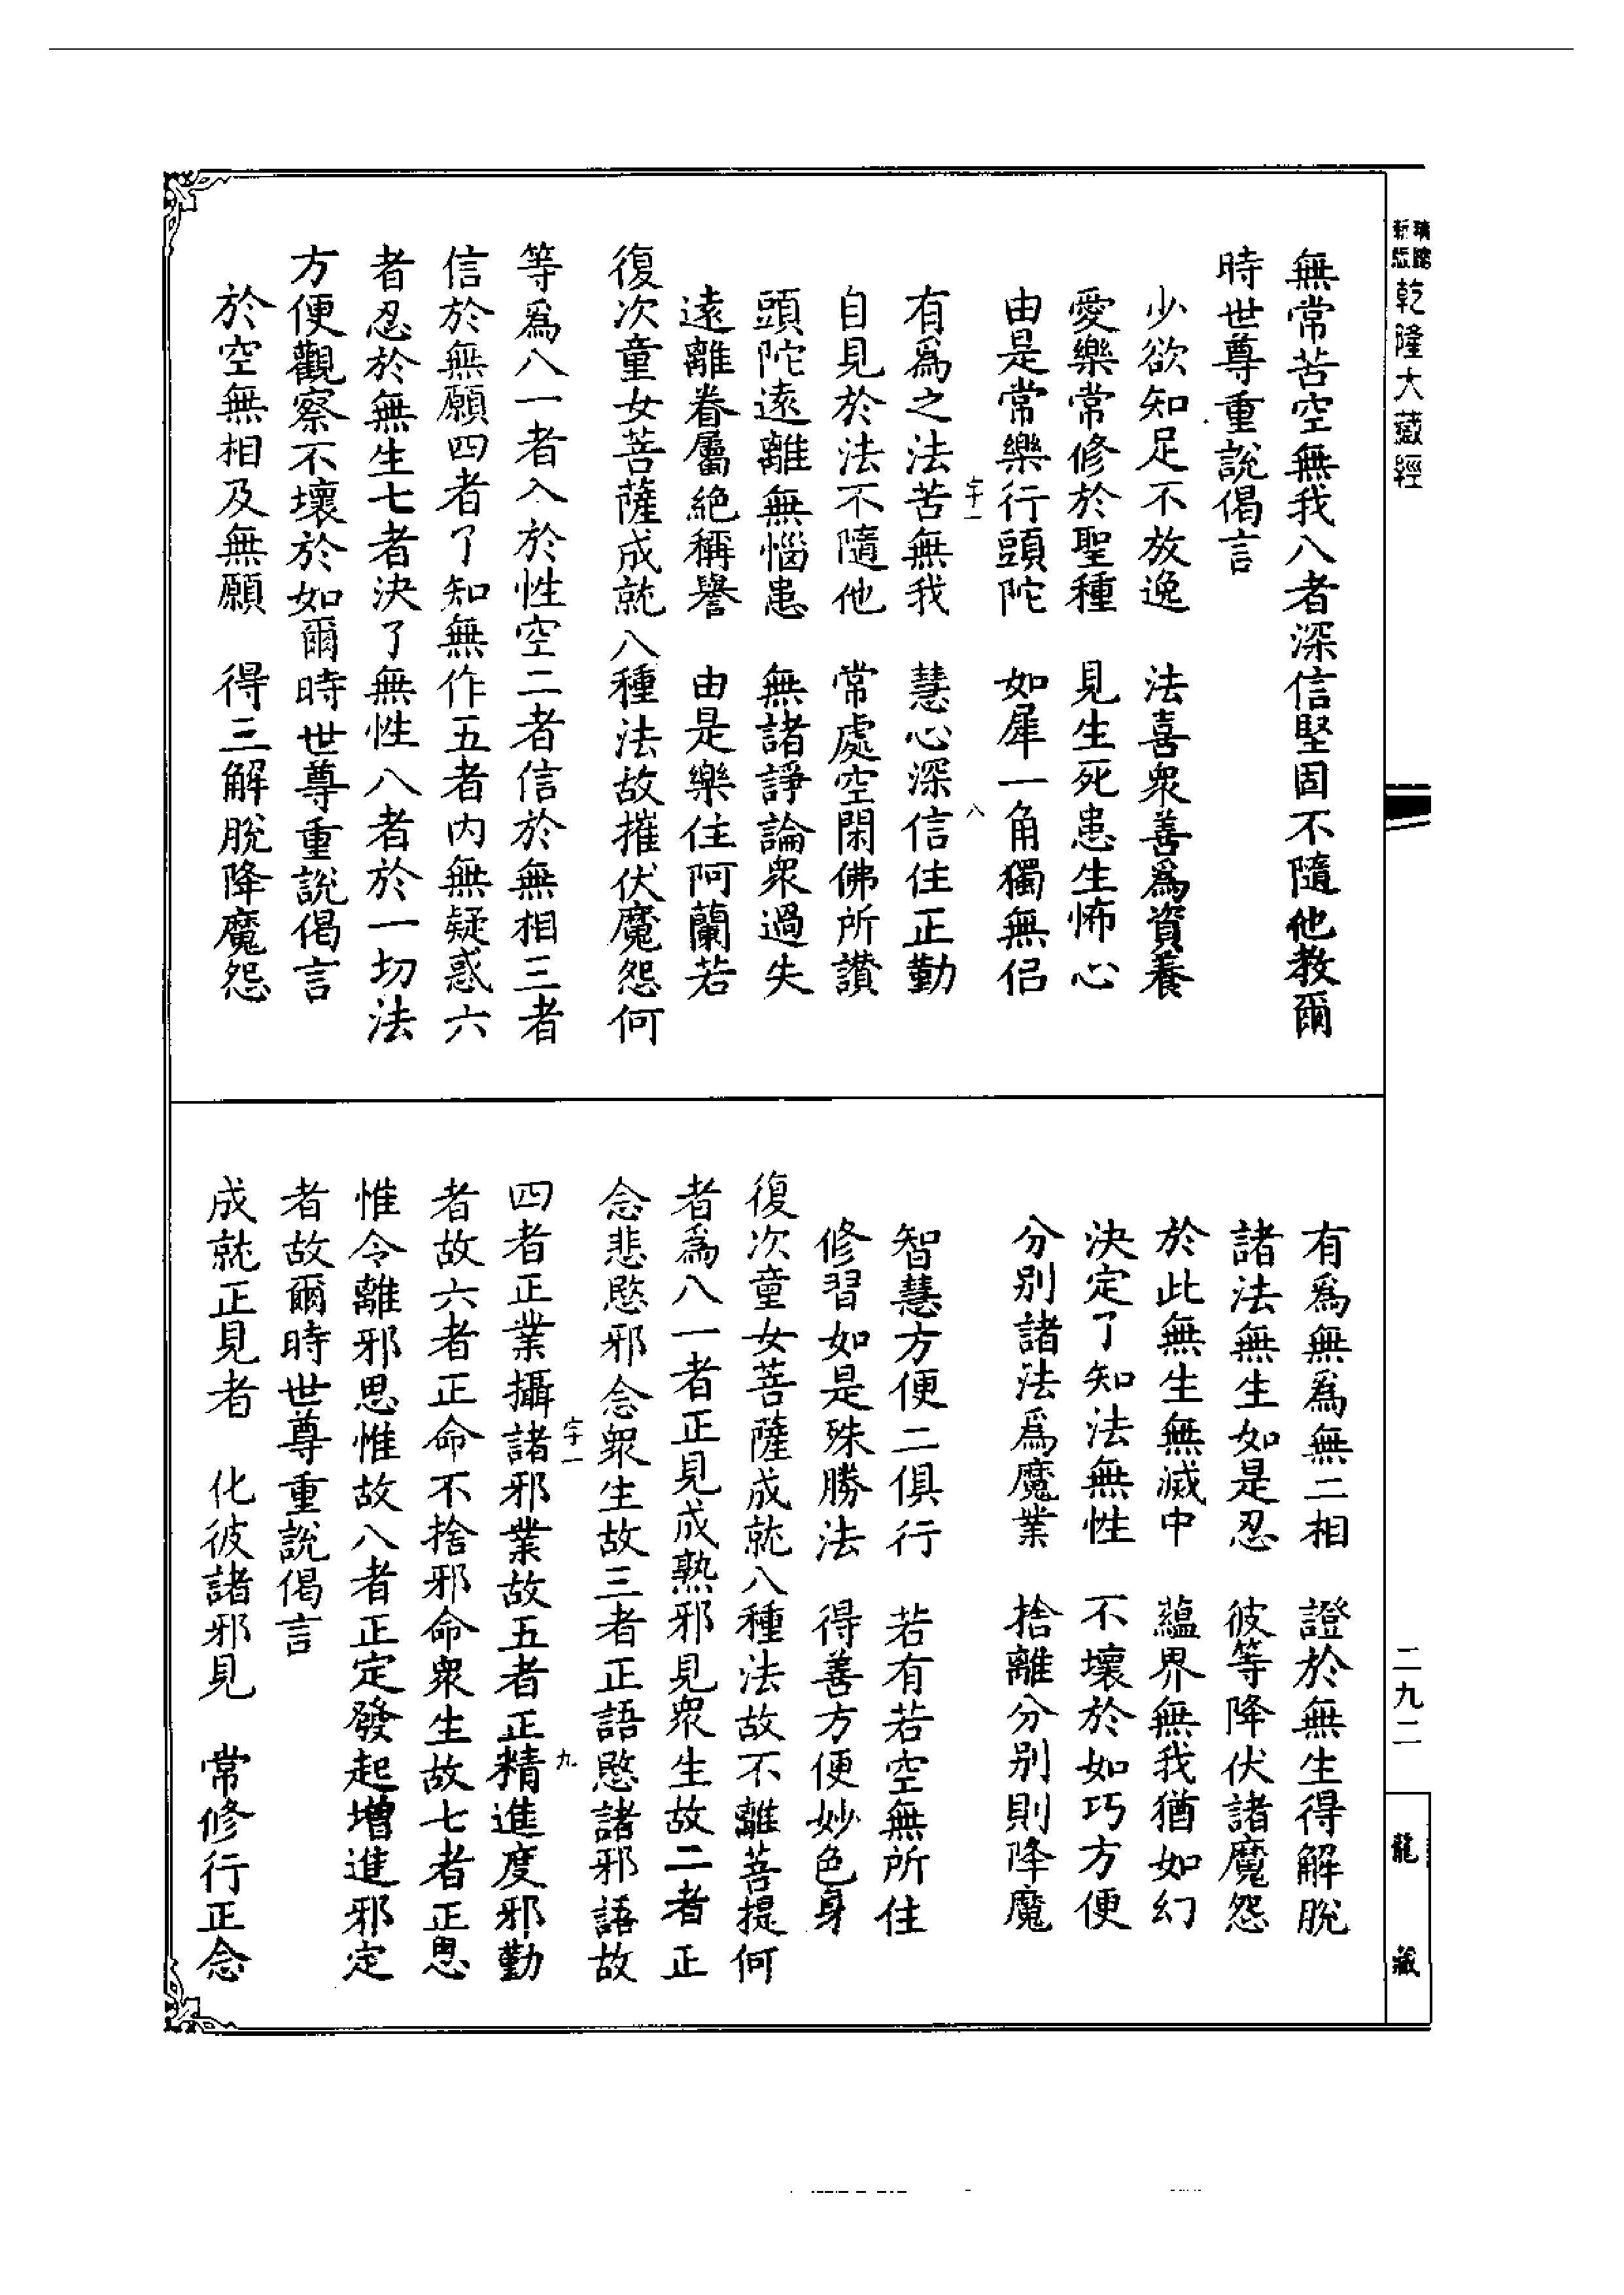 乾隆大藏經
無常苦空無我八者深信堅固不隨他教爾
時世尊重說偈言
少欲知足不放逸　法喜衆善爲資養
愛樂常修於聖種　見生死患生怖心
由是常樂行頭陀　如犀一角獨無侶
字一　八
有爲之法苦無我　慧心深信住正勤
自見於法不隨他　常處空閑佛所讃
頭陀遠離無惱患　無諸諍論衆過失
遠離眷屬絶稱譽　由是樂住阿蘭若
復次童女菩薩成就八種法故摧伏魔怨何
等爲八一者入於性空二者信於無相三者
信於無願四者了知無作五者内無疑惑六
者忍於無生七者決了無性八者於一切法
方便觀察不壞於如爾時世尊重說偈言
於空無相及無願　得三解脫降魔怨
有爲無爲無二相　證於無生得解脫
諸法無生如是忍　彼等降伏諸魔怨
於此無生無滅中　蘊界無我猶如幻
決定了知法無性　不壞於如巧方便
分别諸法爲魔業　捨離分别則降魔
智慧方便二俱行　若有若空無所住
修習如是殊勝法　得善方便妙色身
復次童女菩薩成就八種法故不離菩提何
者爲八一者正見成熟邪見衆生故二者正
念悲愍邪念衆生故三者正語愍諸邪語故
字一　九
四者正業攝諸邪業故五者正精進度邪勤
者故六者正命不捨邪命衆生故七者正思
惟令離邪思惟故八者正定發起增進邪定
者故爾時世尊重說偈言
成就正見者　化彼諸邪見　常修行正念
二九二
龍藏